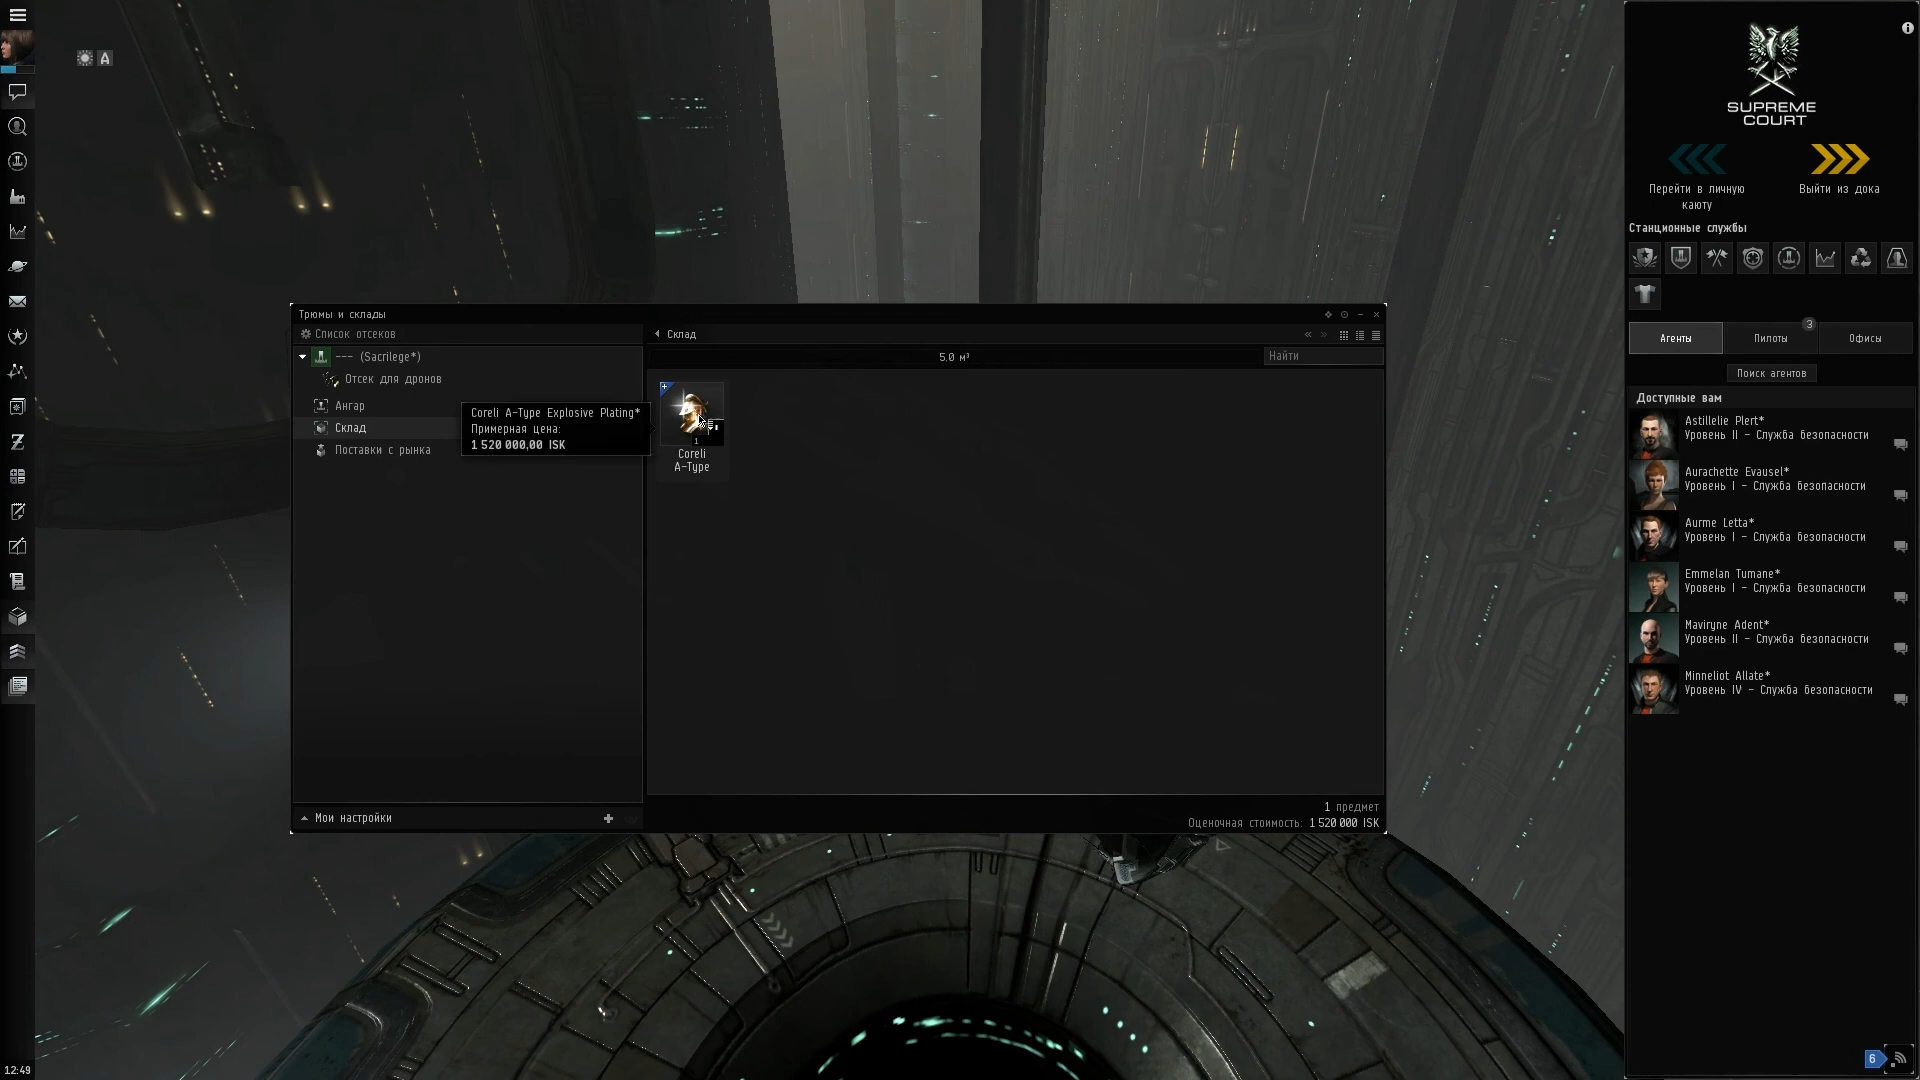 A
Трюмы и склады
Список отсеков
--- (Sacrilege*)
Отсек для дронов
Ангар
Склад
Поставки с рынка
Coreli A-Type Explosive Plating*
Примерная цена:
1 520 000,00 ISK
Мои настройки
Склад
5.0 м³
Найти
1
Coreli
A-Type
1 предмет
Оценочная стоимость: 1 520 000 ISK
SUPREME
COURT
Перейти в личную
каюту
Выйти из дока
Станционные службы
Агенты
Пилоты
3
Офисы
Поиск агентов
Доступные вам
Astillelie Plert*
Уровень II - Служба безопасности
Aurachette Evausel*
Уровень I - Служба безопасности
Aurme Letta*
Уровень I - Служба безопасности
Emmelan Tumane*
Уровень I - Служба безопасности
Maviryne Adent*
Уровень II - Служба безопасности
Minneliot Allate*
Уровень IV - Служба безопасности
6
12:49